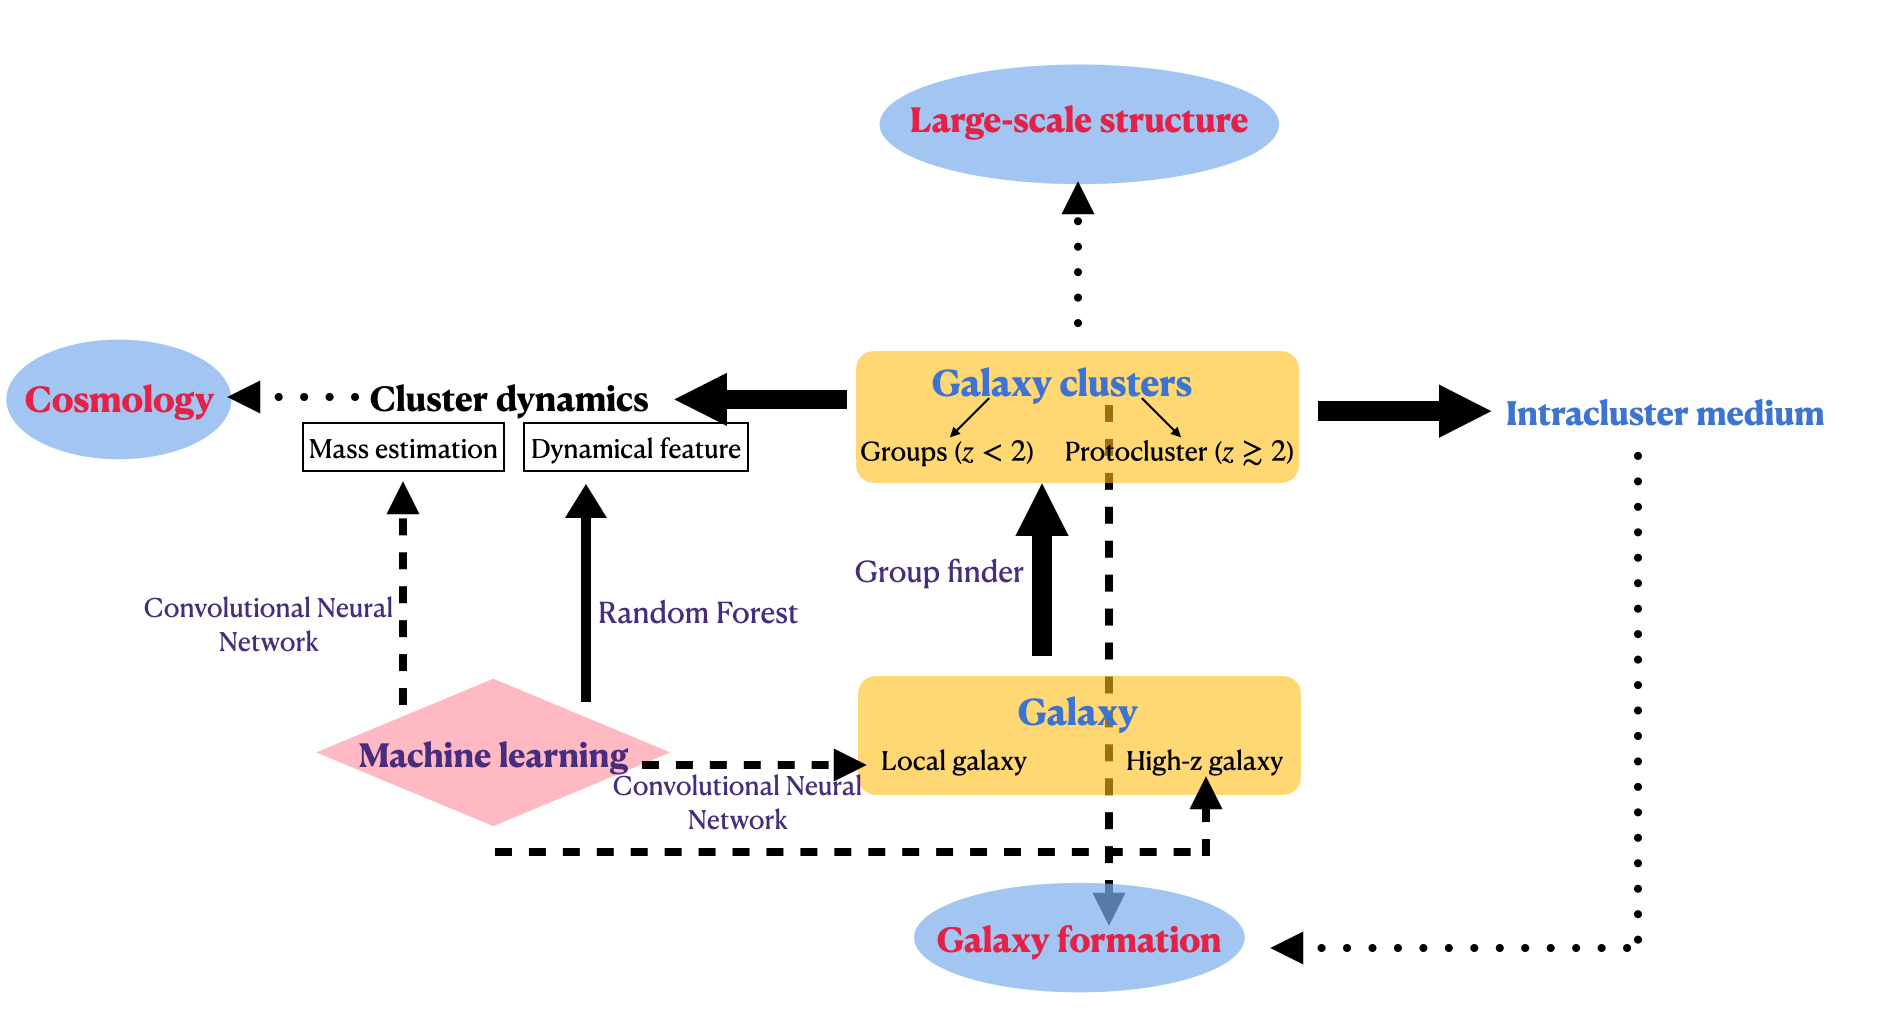 Large-scale structure
Cosmology
Cluster dynamics
Mass estimation
Dynamical feature
Galaxy clusters
Groups (z < 2)
Protocluster (z ≳ 2)
Intracluster medium
Convolutional Neural
Network
Random Forest
Group finder
Machine learning
Convolutional Neural
Network
Galaxy
Local galaxy
High-z galaxy
Galaxy formation